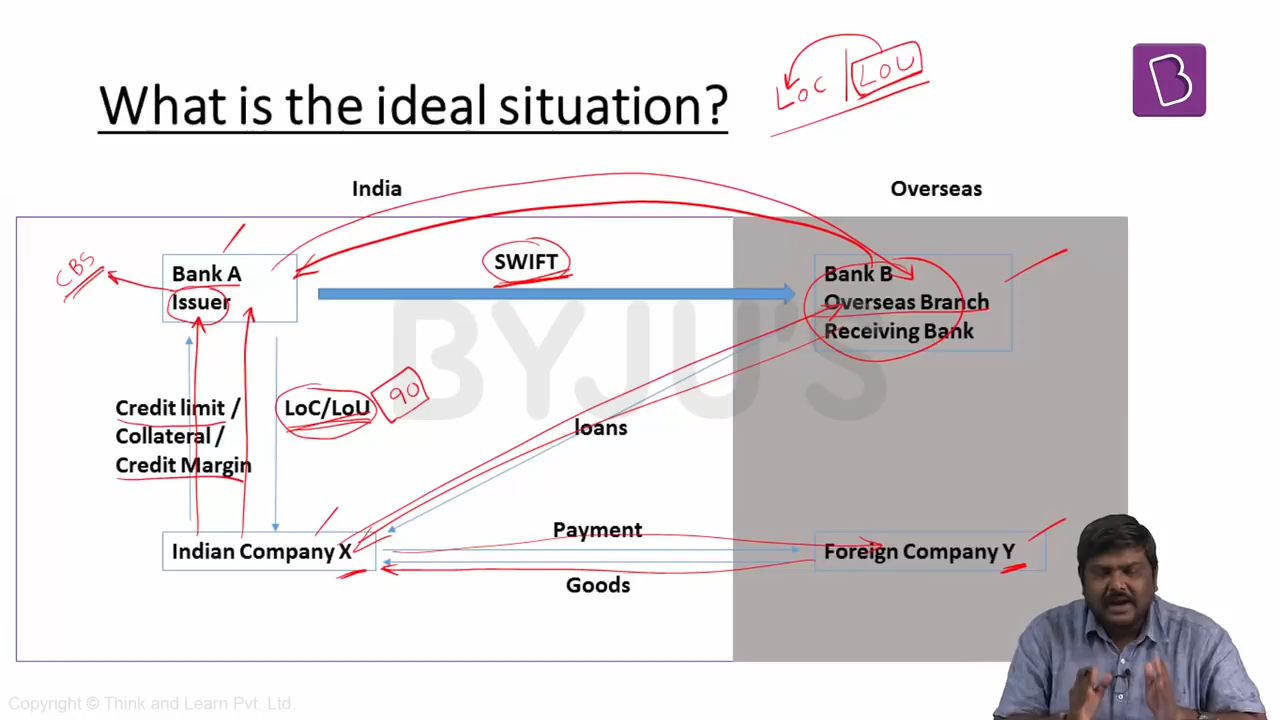 LOC | LOU
What is the ideal situation?
India
Overseas
CBS
Bank A
Issuer
SWIFT
Bank B
Overseas Branch
Receiving Bank
BYJU'S
Credit limit /
Collateral /
Credit Margin
LoC/LoU
90
loans
Indian Company X
Payment
Goods
Foreign Company Y
Copyright © Think and Learn Pvt. Ltd.